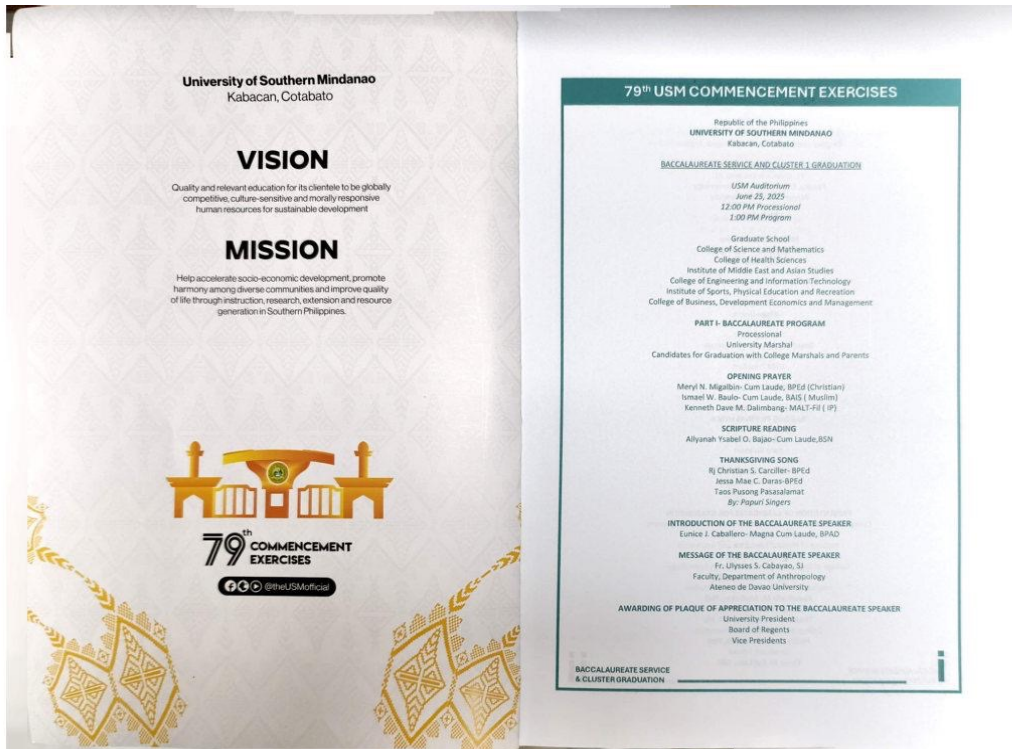 University of Southern Mindanao
Kabacan, Cotabato
VISION
Quality and relevant education for its clientele to be globally
competitive, culture-sensitive and morally responsive
human resources for sustainable development
MISSION
Help accelerate socio-economic development, promote
harmony among diverse communities and improve quality
of life through instruction, research, extension and resource
generation in Southern Philippines.
79th COMMENCEMENT
EXERCISES
@theUSMofficial
79th USM COMMENCEMENT EXERCISES
Republic of the Philippines
UNIVERSITY OF SOUTHERN MINDANAO
Kabacan, Cotabato
BACCALAUREATE SERVICE AND CLUSTER 1 GRADUATION
USM Auditorium
June 25, 2025
12:00 PM Processional
1:00 PM Program
Graduate School
College of Science and Mathematics
College of Health Sciences
Institute of Middle East and Asian Studies
College of Engineering and Information Technology
Institute of Sports, Physical Education and Recreation
College of Business, Development Economics and Management
PART I- BACCALAUREATE PROGRAM
Processional
University Marshal
Candidates for Graduation with College Marshals and Parents
OPENING PRAYER
Meryl N. Migalbin- Cum Laude, BPEd (Christian)
Ismael W. Baulo- Cum Laude, BAIS ( Muslim)
Kenneth Dave M. Dalimbang- MALT-Fil ( IP)
SCRIPTURE READING
Allyanah Ysabel O. Bajao- Cum Laude,BSN
THANKSGIVING SONG
Rj Christian S. Carciller- BPEd
Jessa Mae C. Daras-BPEd
Taos Pusong Pasasalamat
By: Papuri Singers
INTRODUCTION OF THE BACCALAUREATE SPEAKER
Eunice J. Caballero- Magna Cum Laude, BPAD
MESSAGE OF THE BACCALAUREATE SPEAKER
Fr. Ulysses S. Cabayao, SJ
Faculty, Department of Anthropology
Ateneo de Davao University
AWARDING OF PLAQUE OF APPRECIATION TO THE BACCALAUREATE SPEAKER
University President
Board of Regents
Vice Presidents
BACCALAUREATE SERVICE
& CLUSTER GRADUATION
i